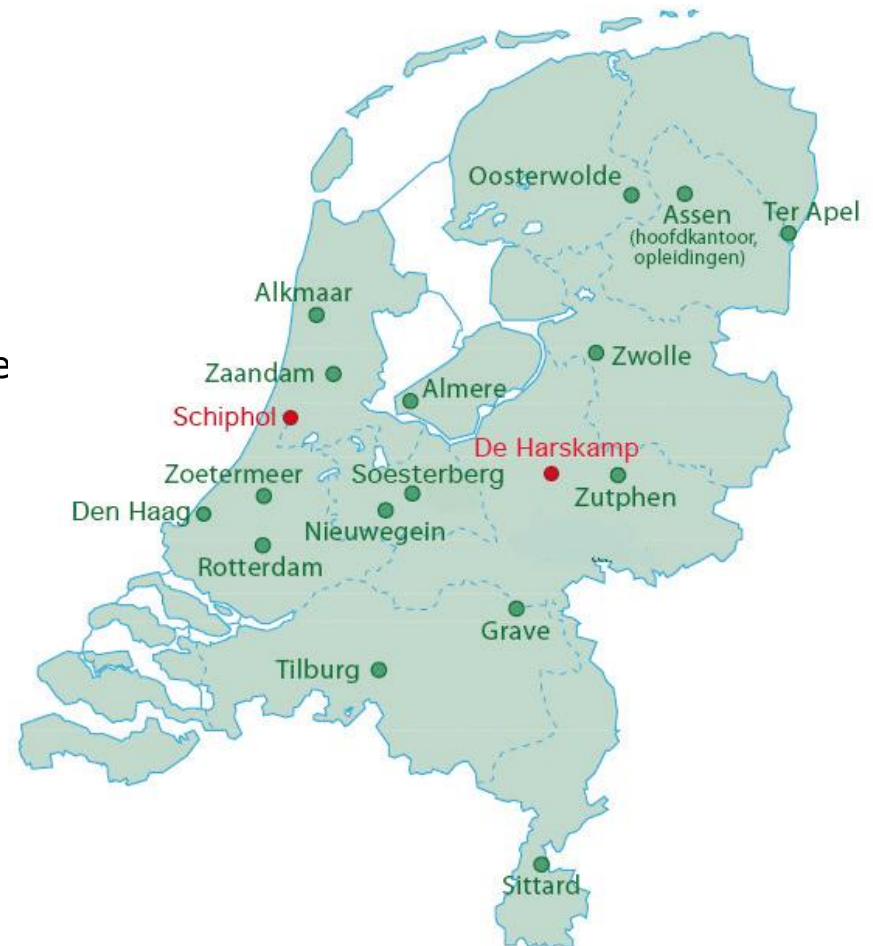 Oosterwolde
Assen
(hoofdkantoor,
opleidingen)
Ter Apel
Alkmaar
Zwolle
e
Zaandam
Almere
Schiphol
De Harskamp
Zoetermeer
Soesterberg
Zutphen
Den Haag
Nieuwegein
Rotterdam
Grave
Tilburg
Sittard